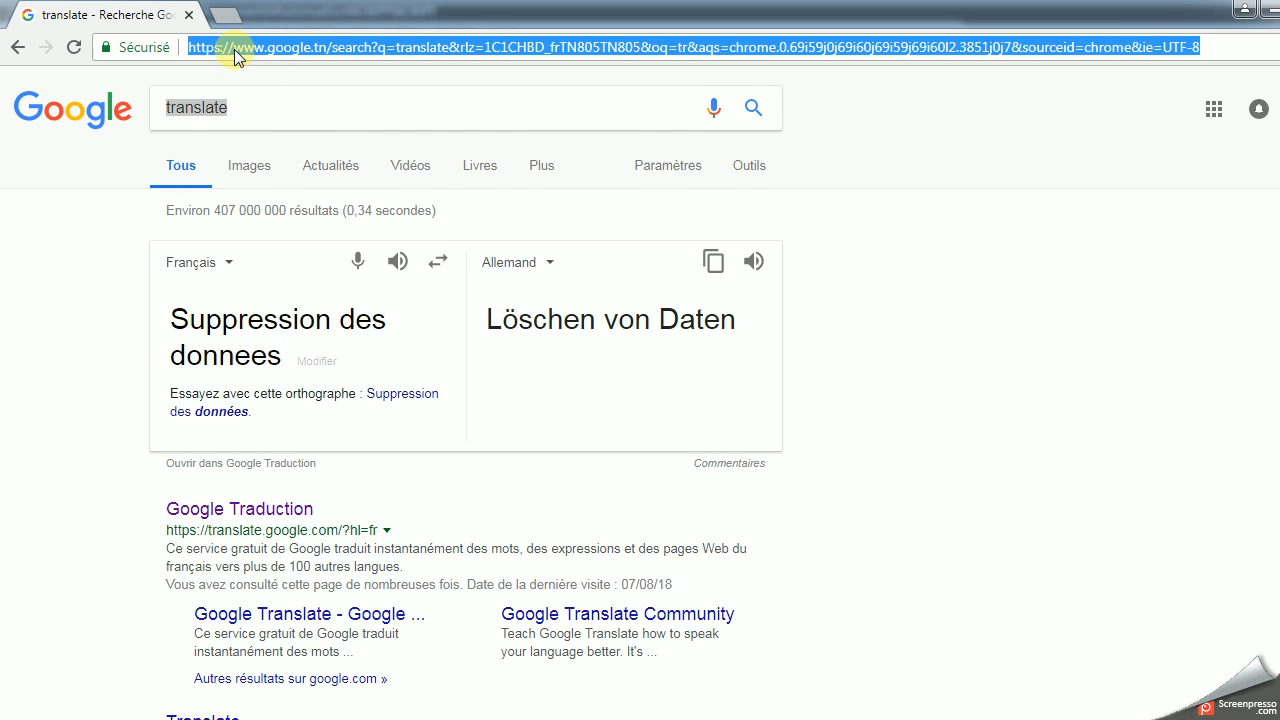 translate - Recherche Goo
Sécurisé
https://www.google.tn/search?q=translate&rlz=1C1CHBD_frTN805TN805&oq=tr&aqs=chrome.0.69i59j0j69i60j69i59j69i60l2.3851j0j7&sourceid=chrome&ie=UTF-8
Google
translate
Tous Images Actualités Vidéos Livres Plus Paramètres Outils
Environ 407 000 000 résultats (0,34 secondes)
Français Allemand
Suppression des
donnees Modifier
Löschen von Daten
Essayez avec cette orthographe : Suppression
des données.
Ouvrir dans Google Traduction Commentaires
Google Traduction
https://translate.google.com/?hl=fr
Ce service gratuit de Google traduit instantanément des mots, des expressions et des pages Web du
français vers plus de 100 autres langues.
Vous avez consulté cette page de nombreuses fois. Date de la dernière visite : 07/08/18
Google Translate - Google ...
Ce service gratuit de Google traduit
instantanément des mots ...
Google Translate Community
Teach Google Translate how to speak
your language better. It's ...
Autres résultats sur google.com »
Translate
Screenpresso
.com